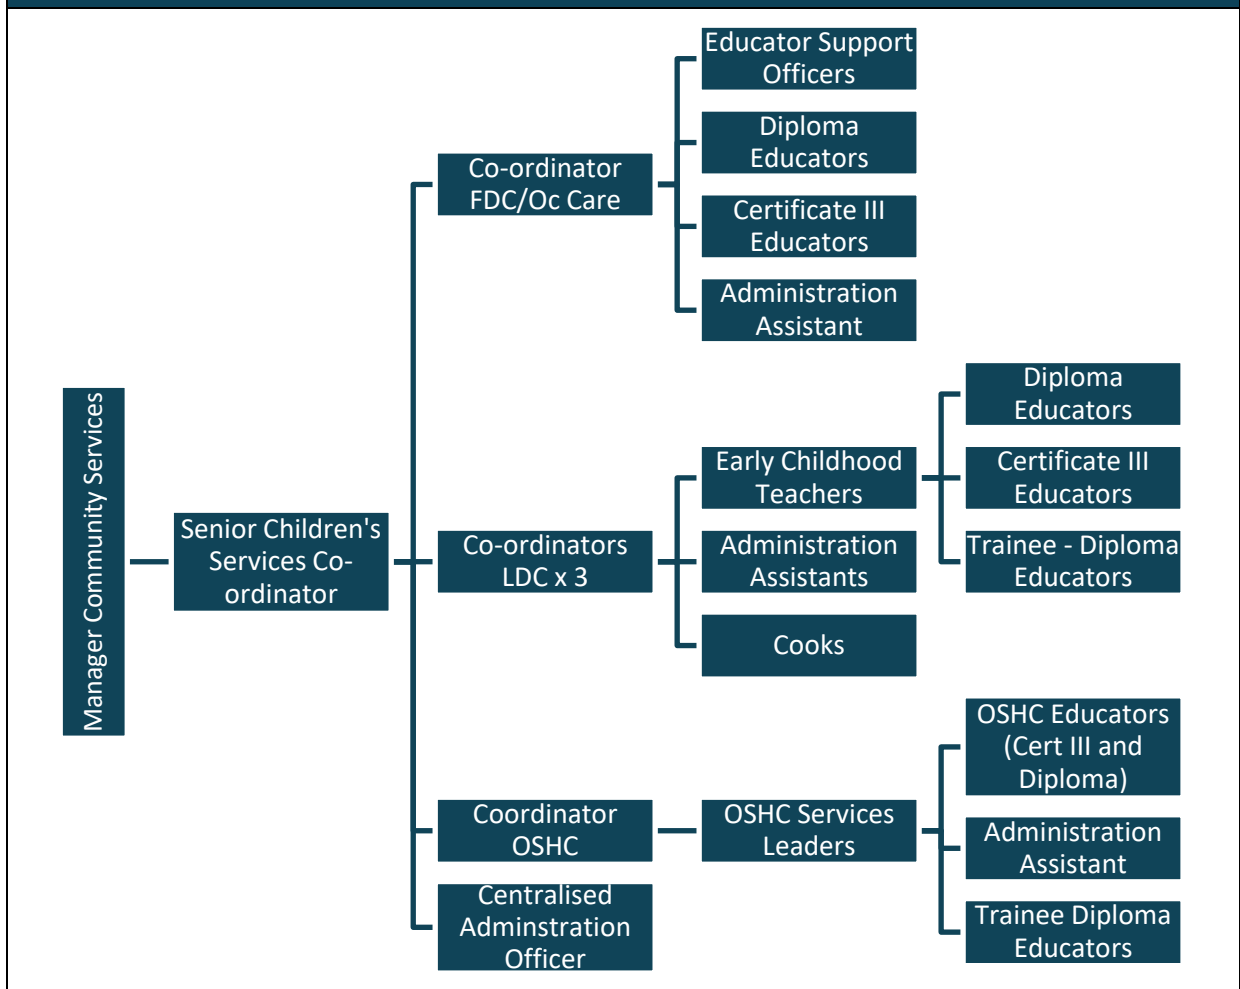 Manager Community Services
Senior Children's
Services Co-
ordinator
Co-ordinator
FDC/Oc Care
Educator Support
Officers
Diploma
Educators
Certificate III
Educators
Administration
Assistant
Co-ordinators
LDC x 3
Early Childhood
Teachers
Diploma
Educators
Certificate III
Educators
Trainee - Diploma
Educators
Administration
Assistants
Cooks
Coordinator
OSHC
OSHC Services
Leaders
OSHC Educators
(Cert III and
Diploma)
Administration
Assistant
Trainee Diploma
Educators
Centralised
Adminstration
Officer